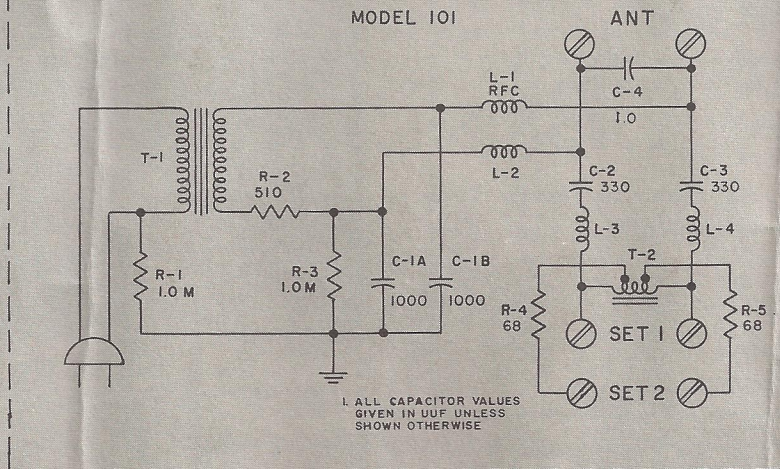 MODEL 101
ANT
L-1
RFC
C-4
1.0
T-1
R-2
510
L-2
C-2
330
C-3
330
L-3
L-4
R-1
1.0 M
R-3
1.0 M
C-1A
1000
C-1B
1000
T-2
R-4
68
R-5
68
SET 1
SET 2
1. ALL CAPACITOR VALUES
GIVEN IN UUF UNLESS
SHOWN OTHERWISE